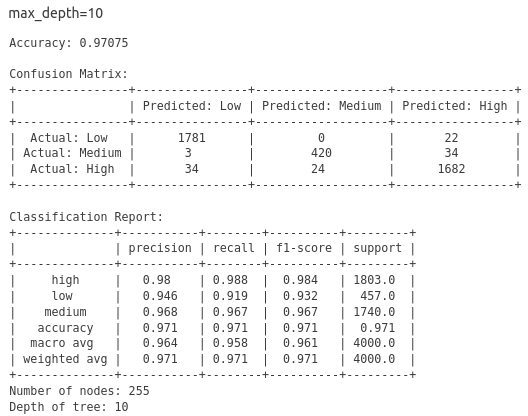 max_depth=10
Accuracy: 0.97075
Confusion Matrix:
+---------------+----------------+-------------------+-----------------+
|               | Predicted: Low | Predicted: Medium | Predicted: High |
+---------------+----------------+-------------------+-----------------+
|  Actual: Low   |      1781      |         0         |       22        |
| Actual: Medium |       3        |        420        |       34        |
|  Actual: High  |       34       |        24         |      1682       |
+---------------+----------------+-------------------+-----------------+
Classification Report:
+--------------+-----------+--------+----------+---------+
|              | precision | recall | f1-score | support |
+--------------+-----------+--------+----------+---------+
|     high     |   0.98    | 0.988  |  0.984   | 1803.0  |
|     low      |   0.946   | 0.919  |  0.932   |  457.0  |
|    medium    |   0.968   | 0.967  |  0.967   | 1740.0  |
|   accuracy   |   0.971   | 0.971  |  0.971   |  0.971  |
|  macro avg   |   0.964   | 0.958  |  0.961   | 4000.0  |
| weighted avg |   0.971   | 0.971  |  0.971   | 4000.0  |
+--------------+-----------+--------+----------+---------+
Number of nodes: 255
Depth of tree: 10